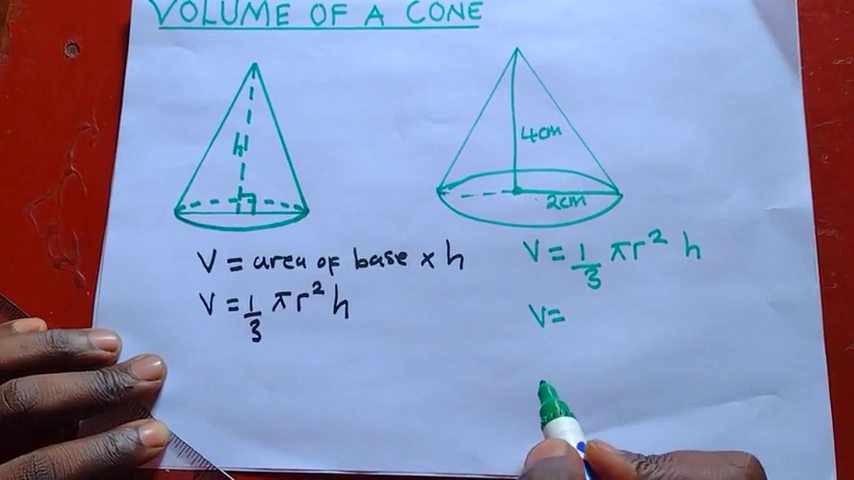 VOLUME OF A CONE
h
4cm
2cm
V = area of base x h
V = 1/3 πr² h
V = 1/3 πr² h
V =